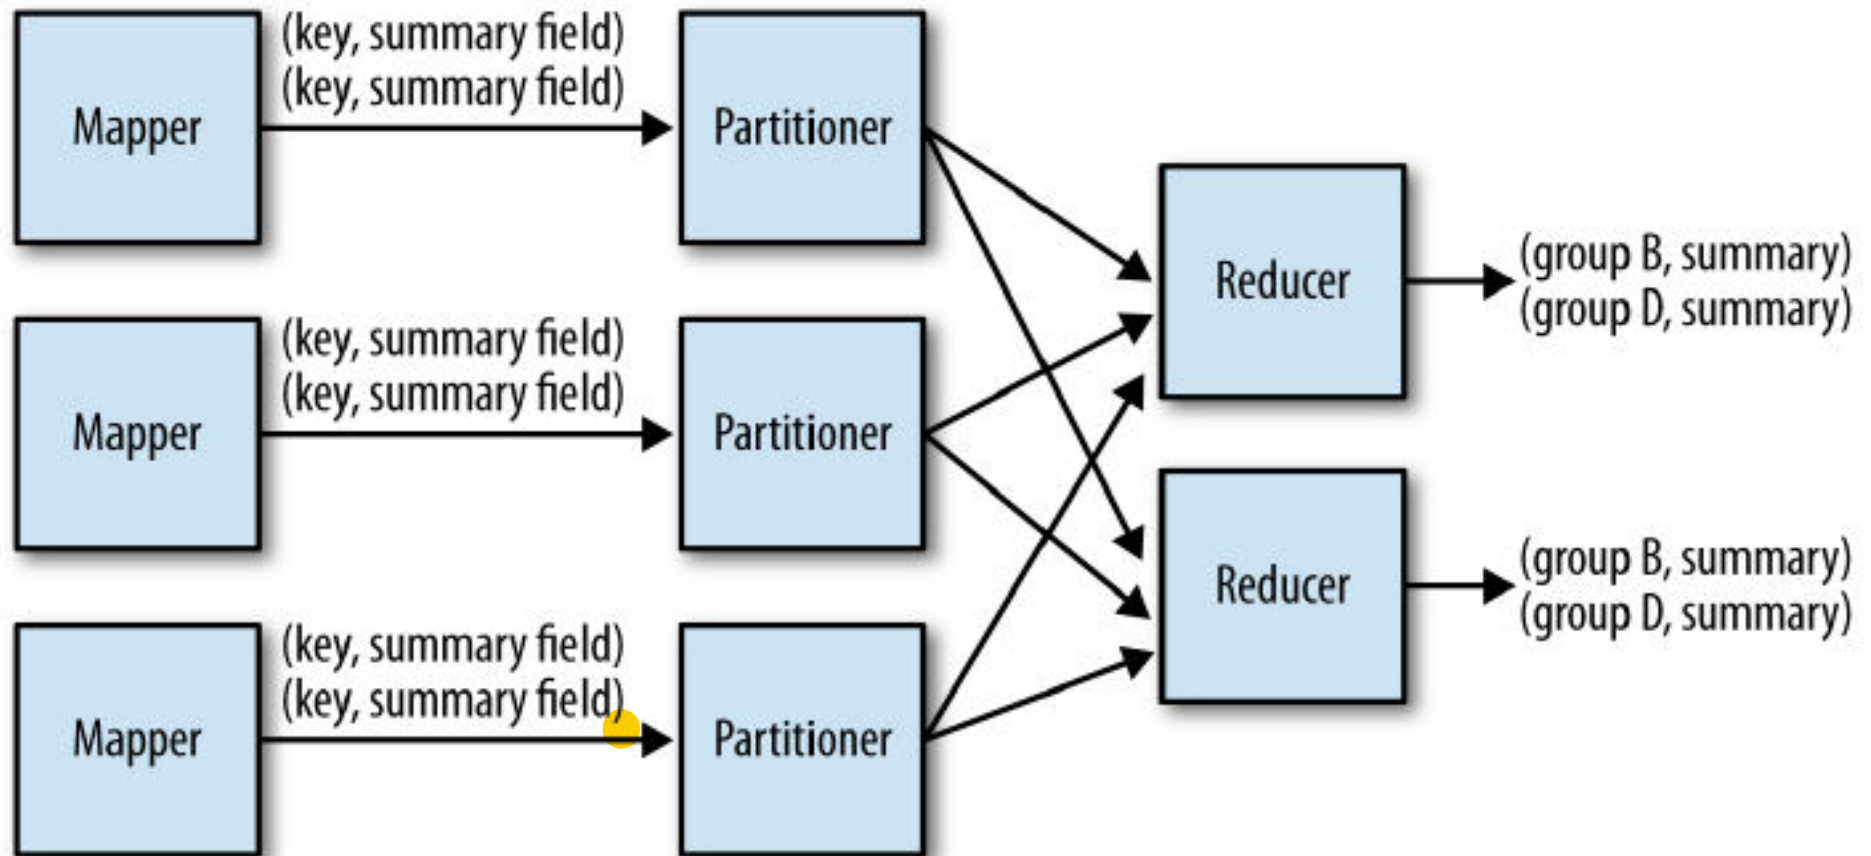 (key, summary field)
(key, summary field)
Mapper
Partitioner
Reducer
(group B, summary)
(group D, summary)
(key, summary field)
(key, summary field)
Mapper
Partitioner
Reducer
(group B, summary)
(group D, summary)
(key, summary field)
(key, summary field)
Mapper
Partitioner